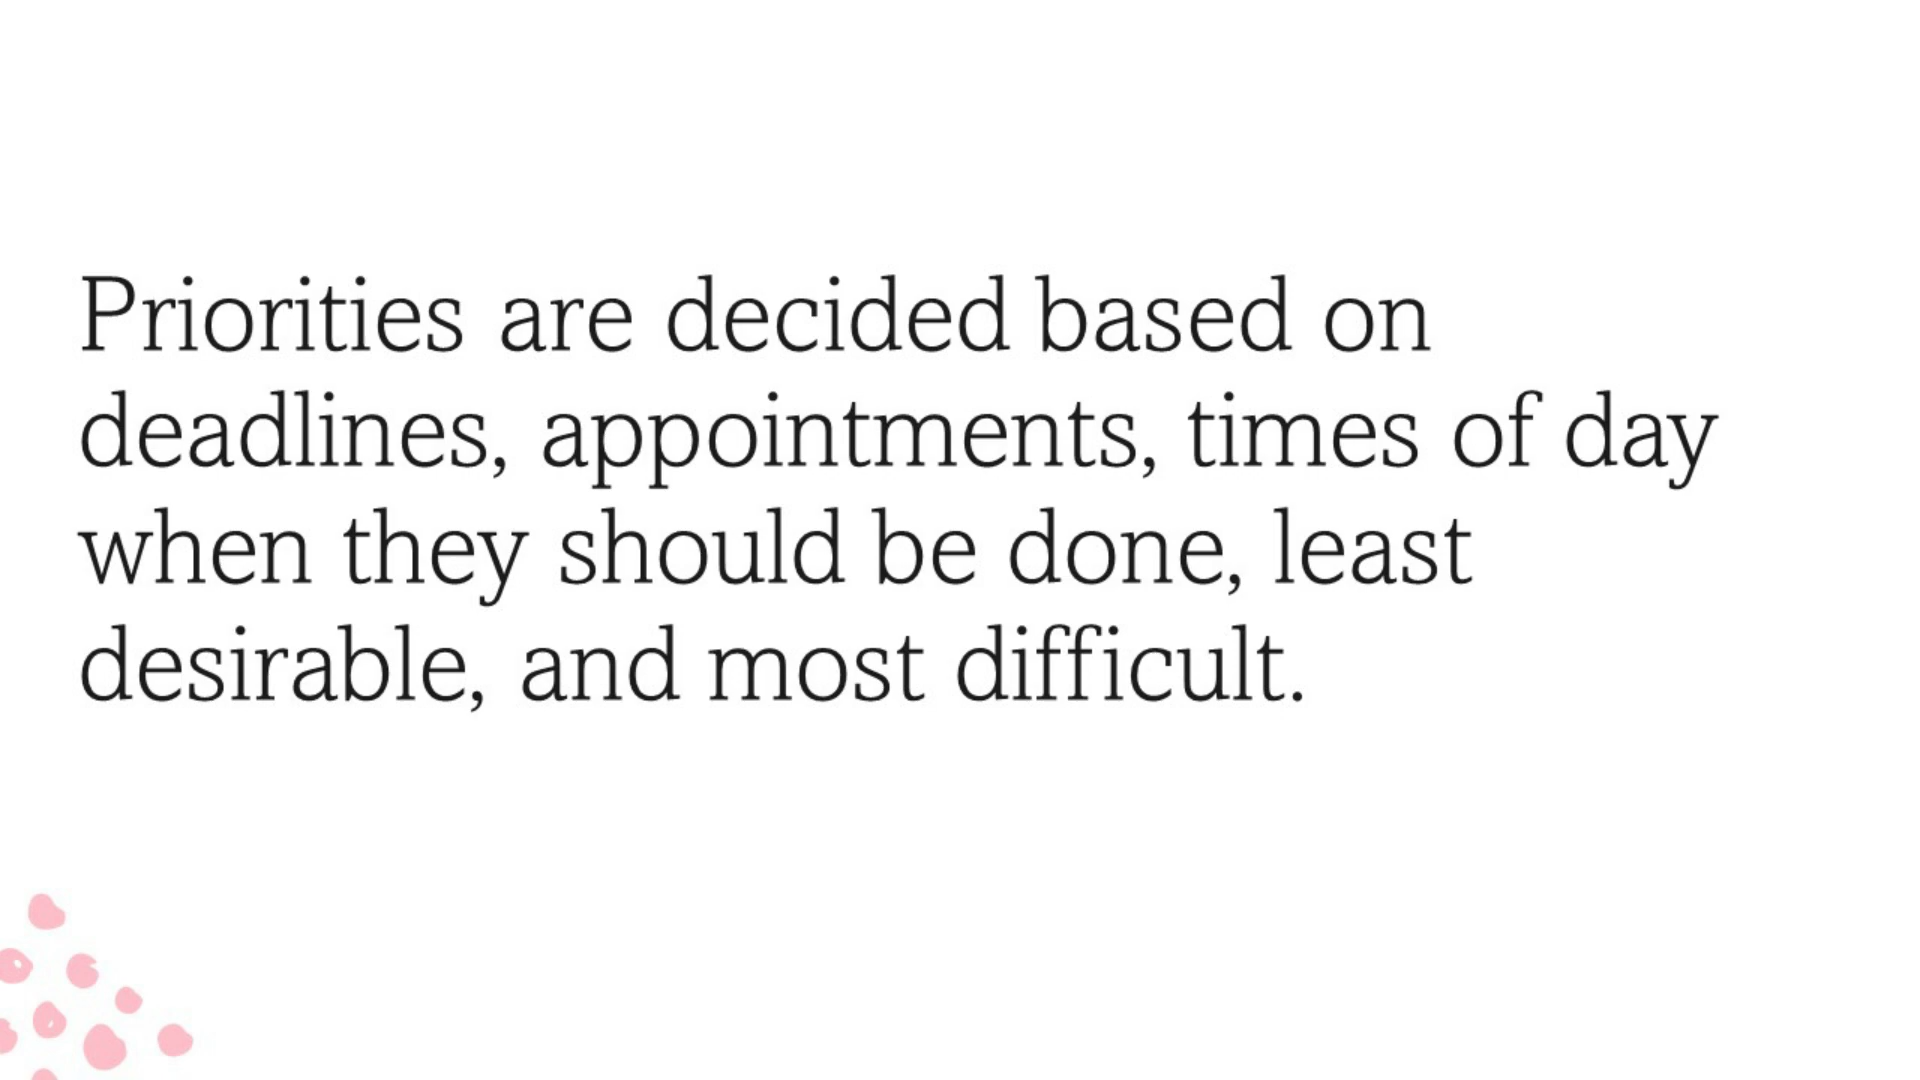 Priorities are decided based on
deadlines, appointments, times of day
when they should be done, least
desirable, and most difficult.